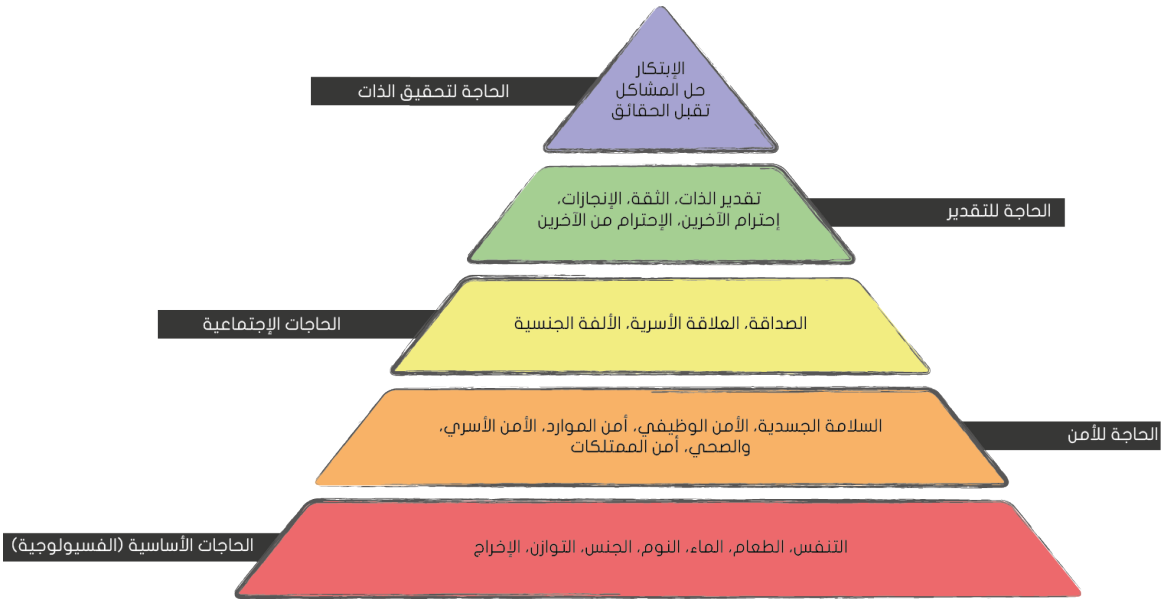 الإبتكار
حل المشاكل
تقبل الحقائق
الحاجة لتحقيق الذات
تقدير الذات، الثقة، الإنجازات،
إحترام الآخرين، الإحترام من الآخرين
الحاجة للتقدير
الصداقة، العلاقة الأسرية، الألفة الجنسية
الحاجات الإجتماعية
السلامة الجسدية، الأمن الوظيفي، أمن الموارد، الأمن الأسري،
والصحي، أمن الممتلكات
الحاجة للأمن
التنفس، الطعام، الماء، النوم، الجنس، التوازن، الإخراج
الحاجات الأساسية (الفسيولوجية)